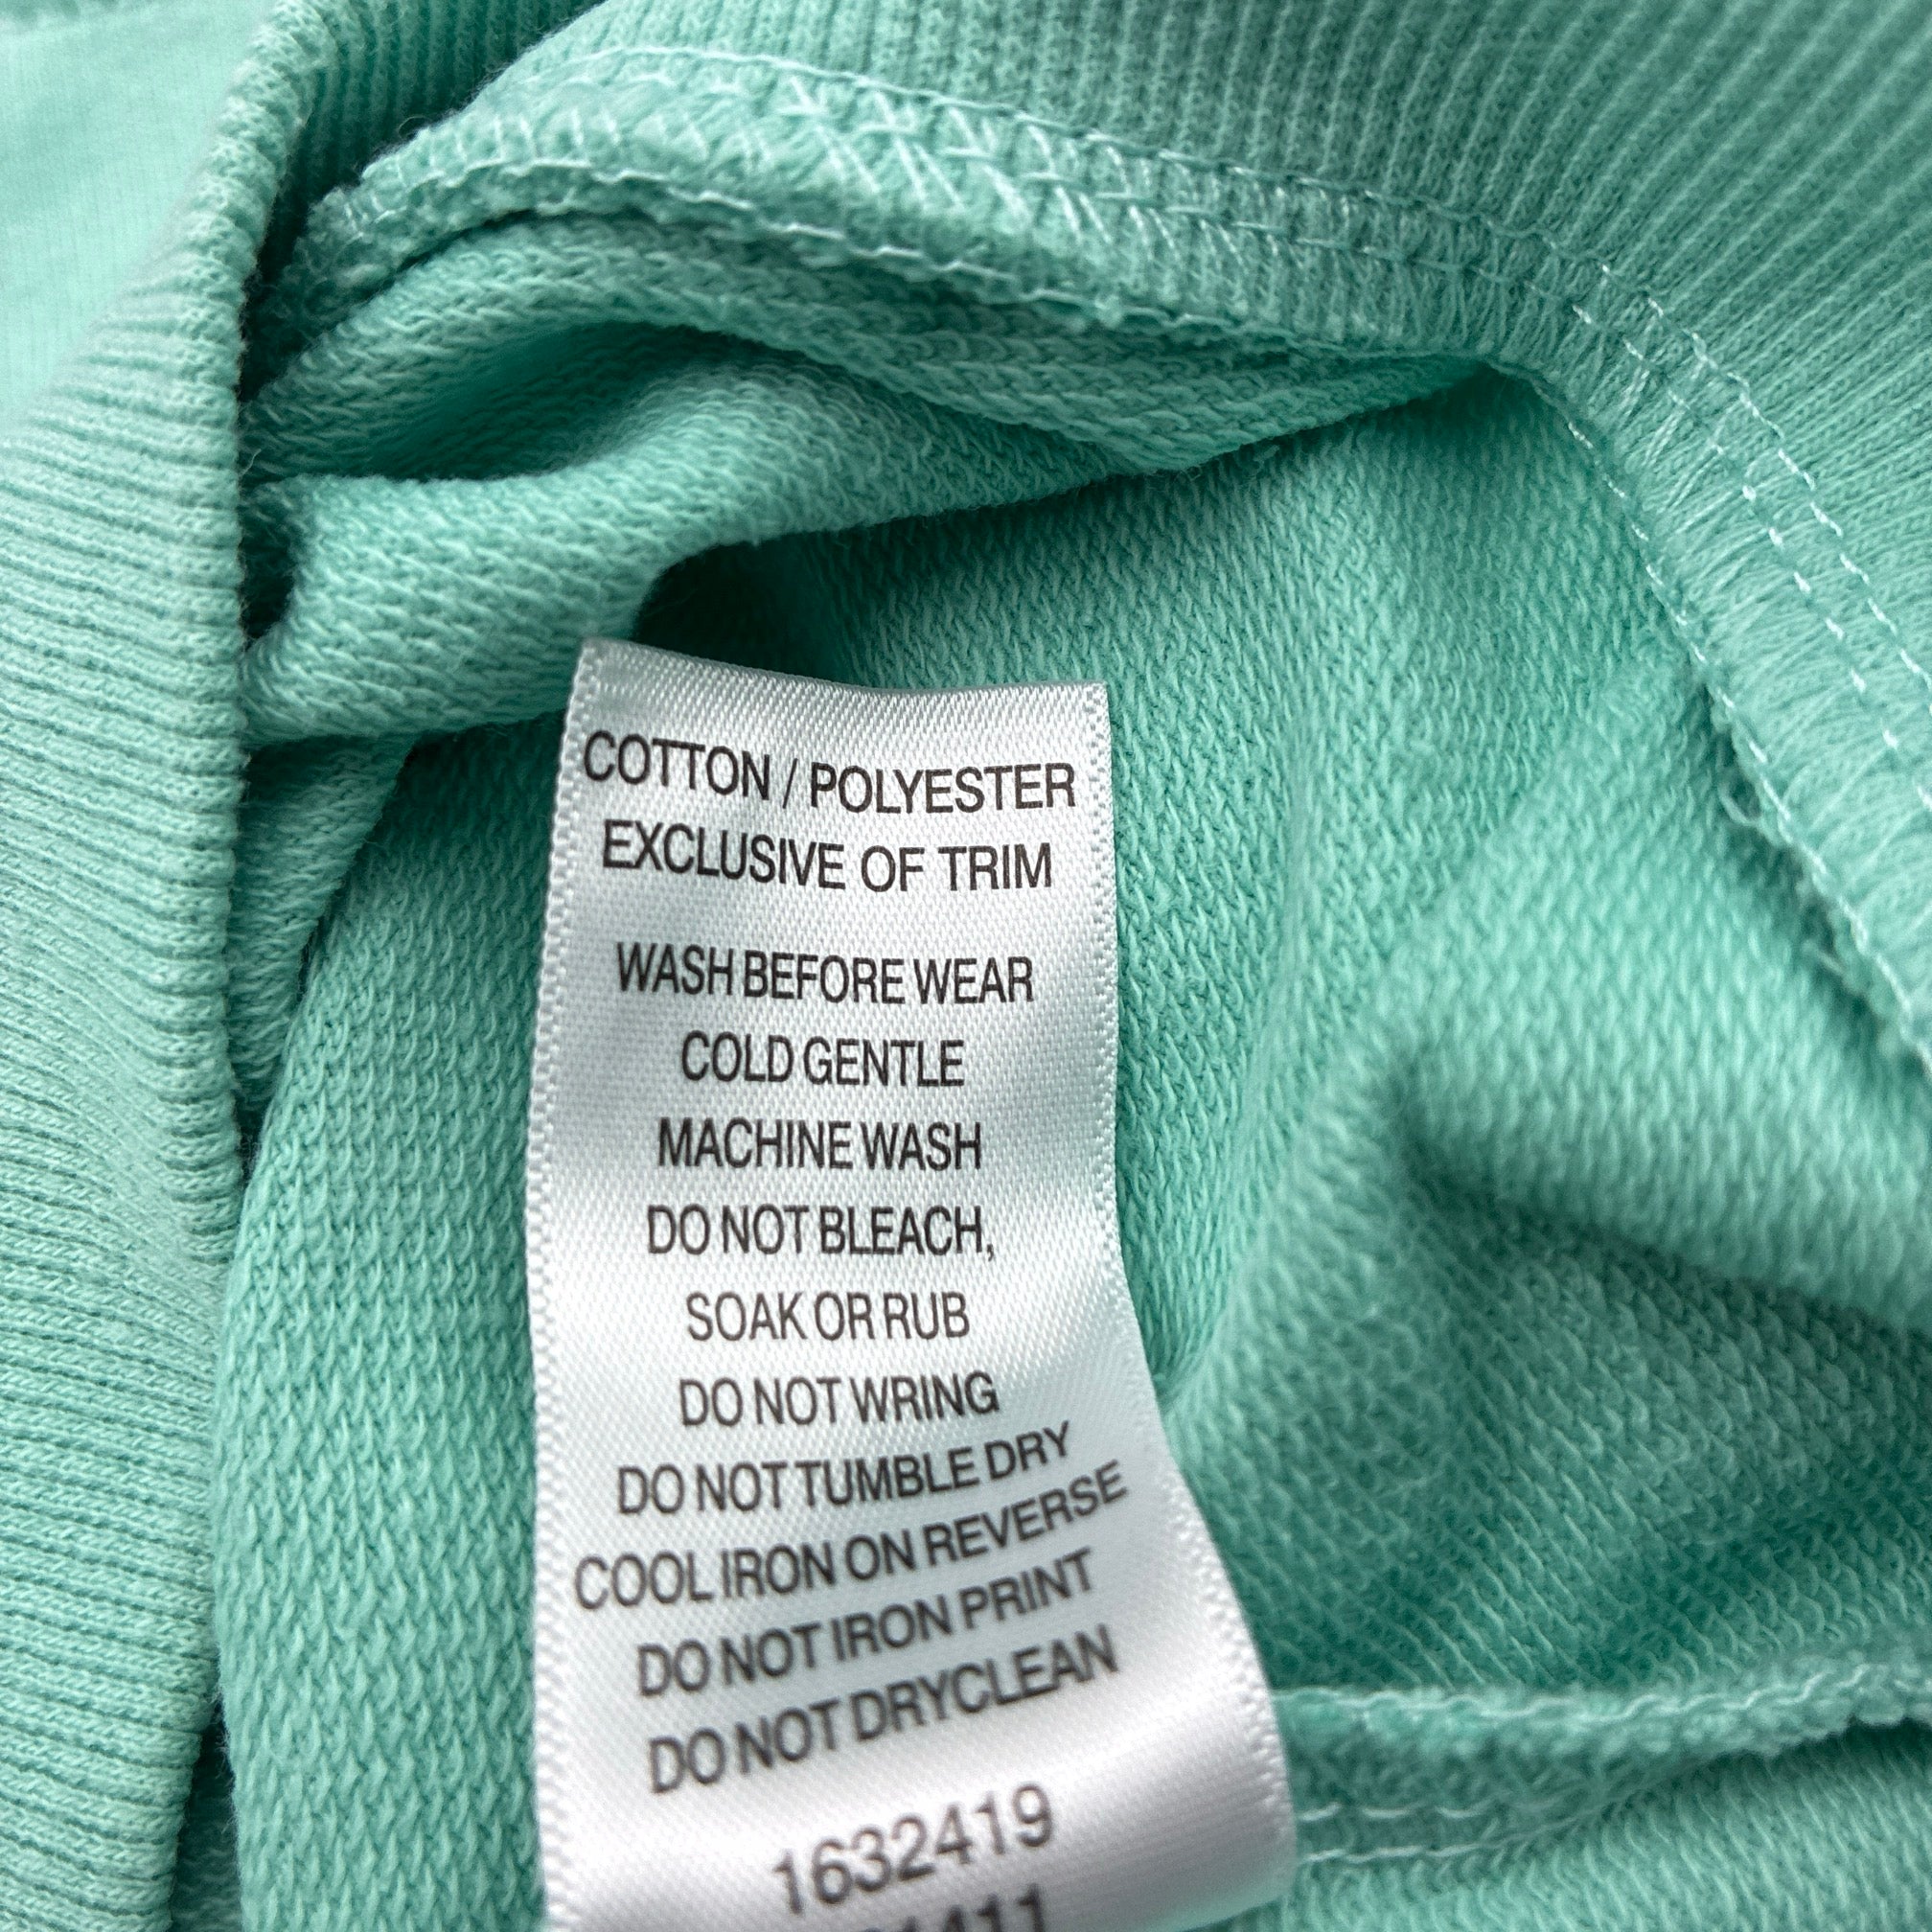 COTTON / POLYESTER
EXCLUSIVE OF TRIM
WASH BEFORE WEAR
COLD GENTLE
MACHINE WASH
DO NOT BLEACH,
SOAK OR RUB
DO NOT WRING
DO NOT TUMBLE DRY
COOL IRON ON REVERSE
DO NOT IRON PRINT
DO NOT DRYCLEAN
1632419